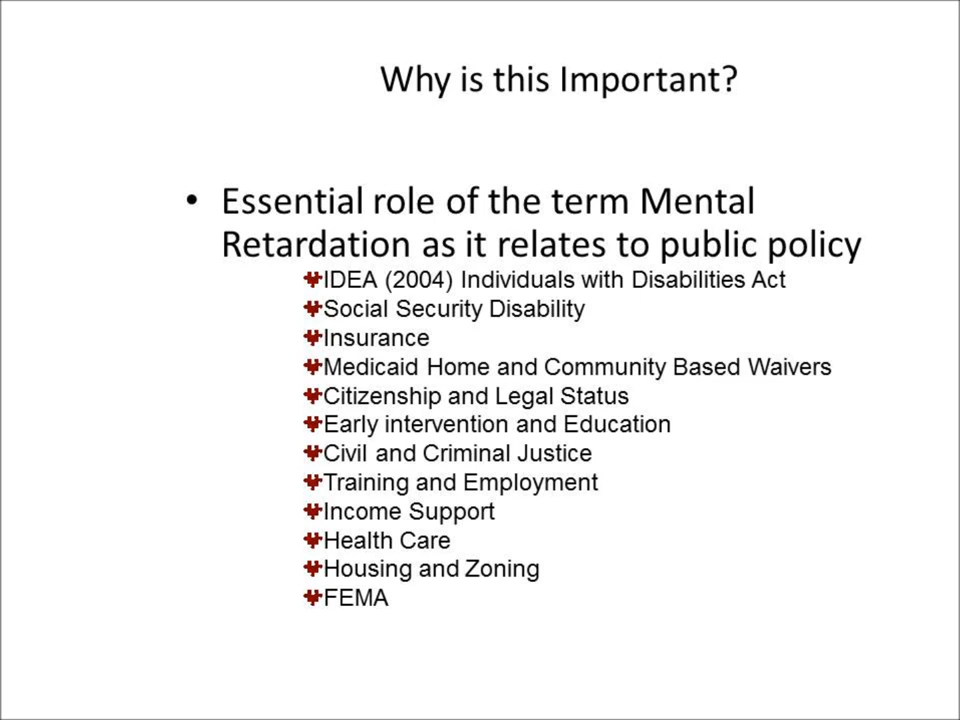 Why is this Important?
• Essential role of the term Mental
Retardation as it relates to public policy
IDEA (2004) Individuals with Disabilities Act
Social Security Disability
Insurance
Medicaid Home and Community Based Waivers
Citizenship and Legal Status
Early intervention and Education
Civil and Criminal Justice
Training and Employment
Income Support
Health Care
Housing and Zoning
FEMA